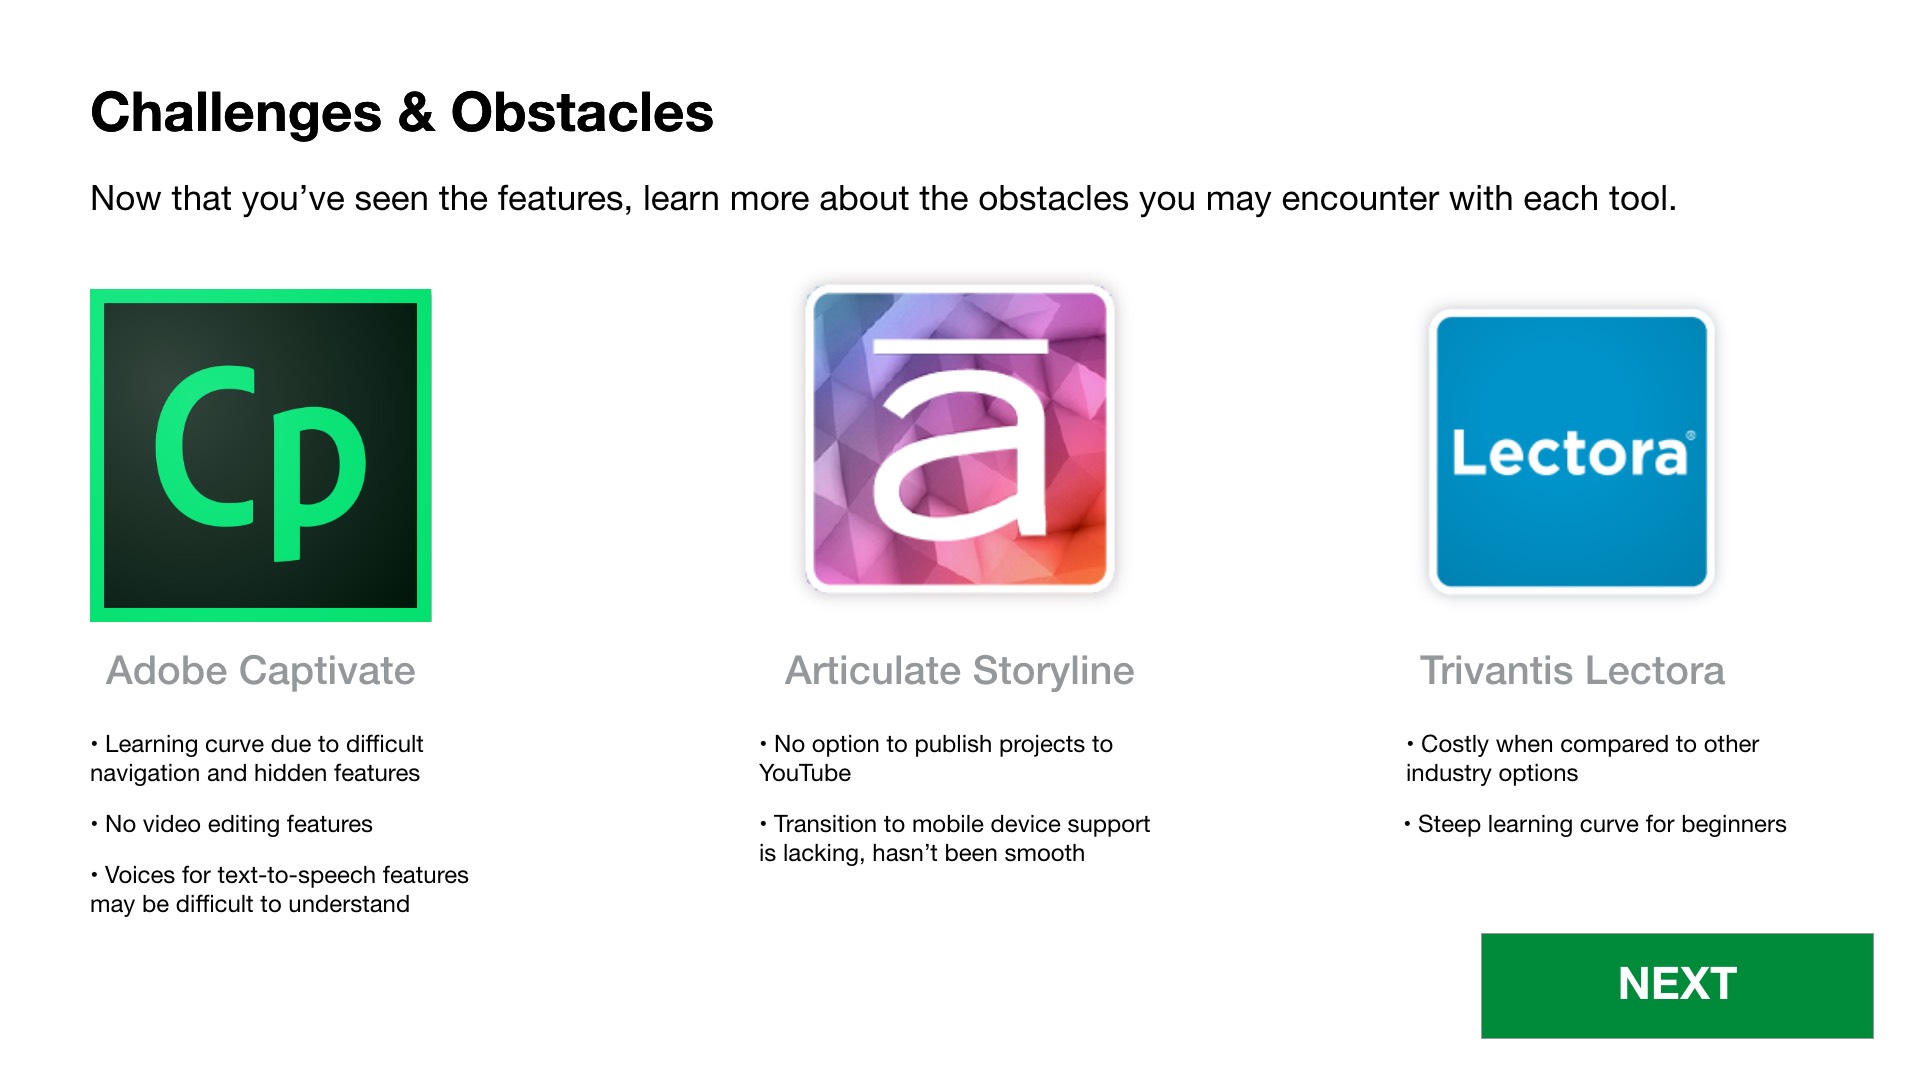 Challenges & Obstacles
Now that you’ve seen the features, learn more about the obstacles you may encounter with each tool.
Cp
Adobe Captivate
• Learning curve due to difficult
navigation and hidden features
• No video editing features
• Voices for text-to-speech features
may be difficult to understand
ā
Articulate Storyline
• No option to publish projects to
YouTube
• Transition to mobile device support
is lacking, hasn’t been smooth
Lectora®
Trivantis Lectora
• Costly when compared to other
industry options
• Steep learning curve for beginners
NEXT